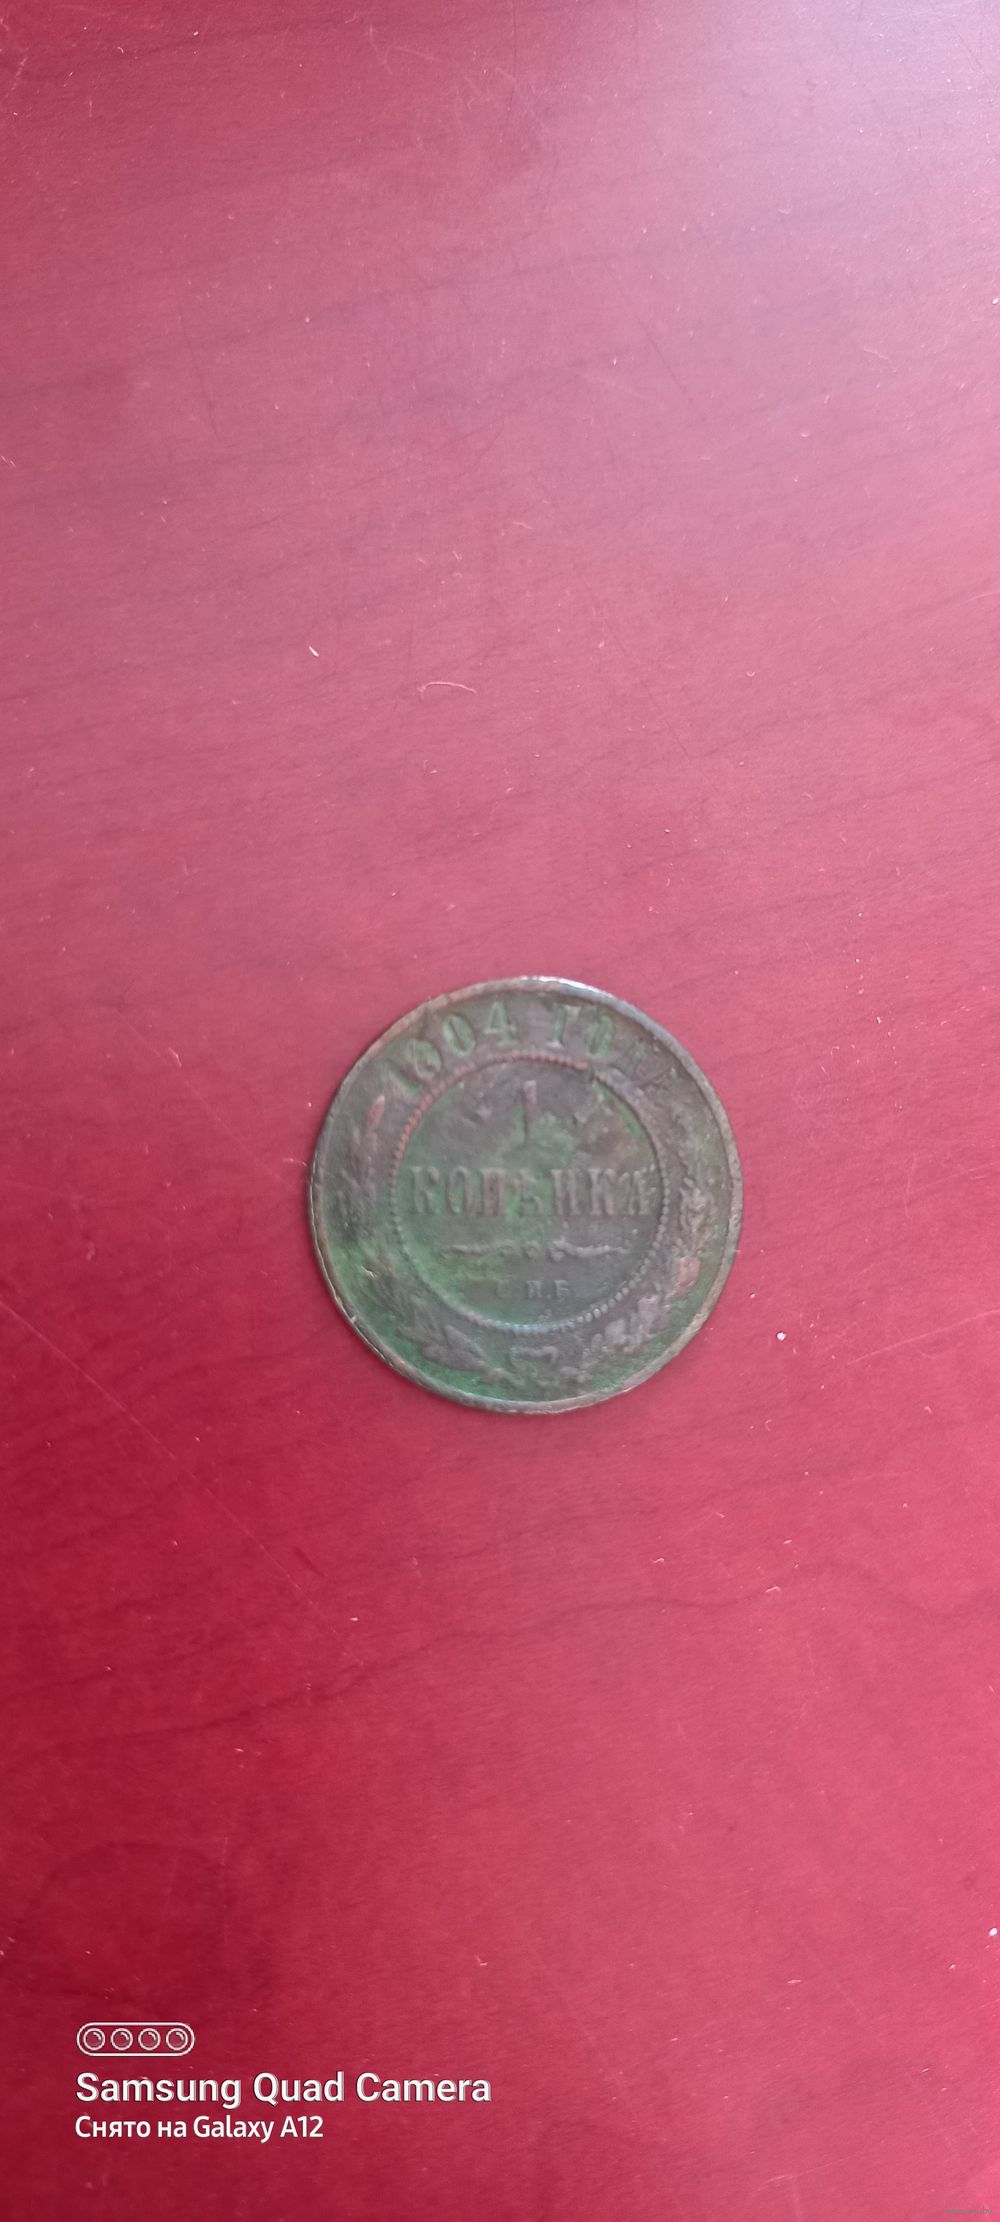 1904 ГОДА
1
КОПѢЙКА
С.П.Б.
Samsung Quad Camera
Снято на Galaxy A12